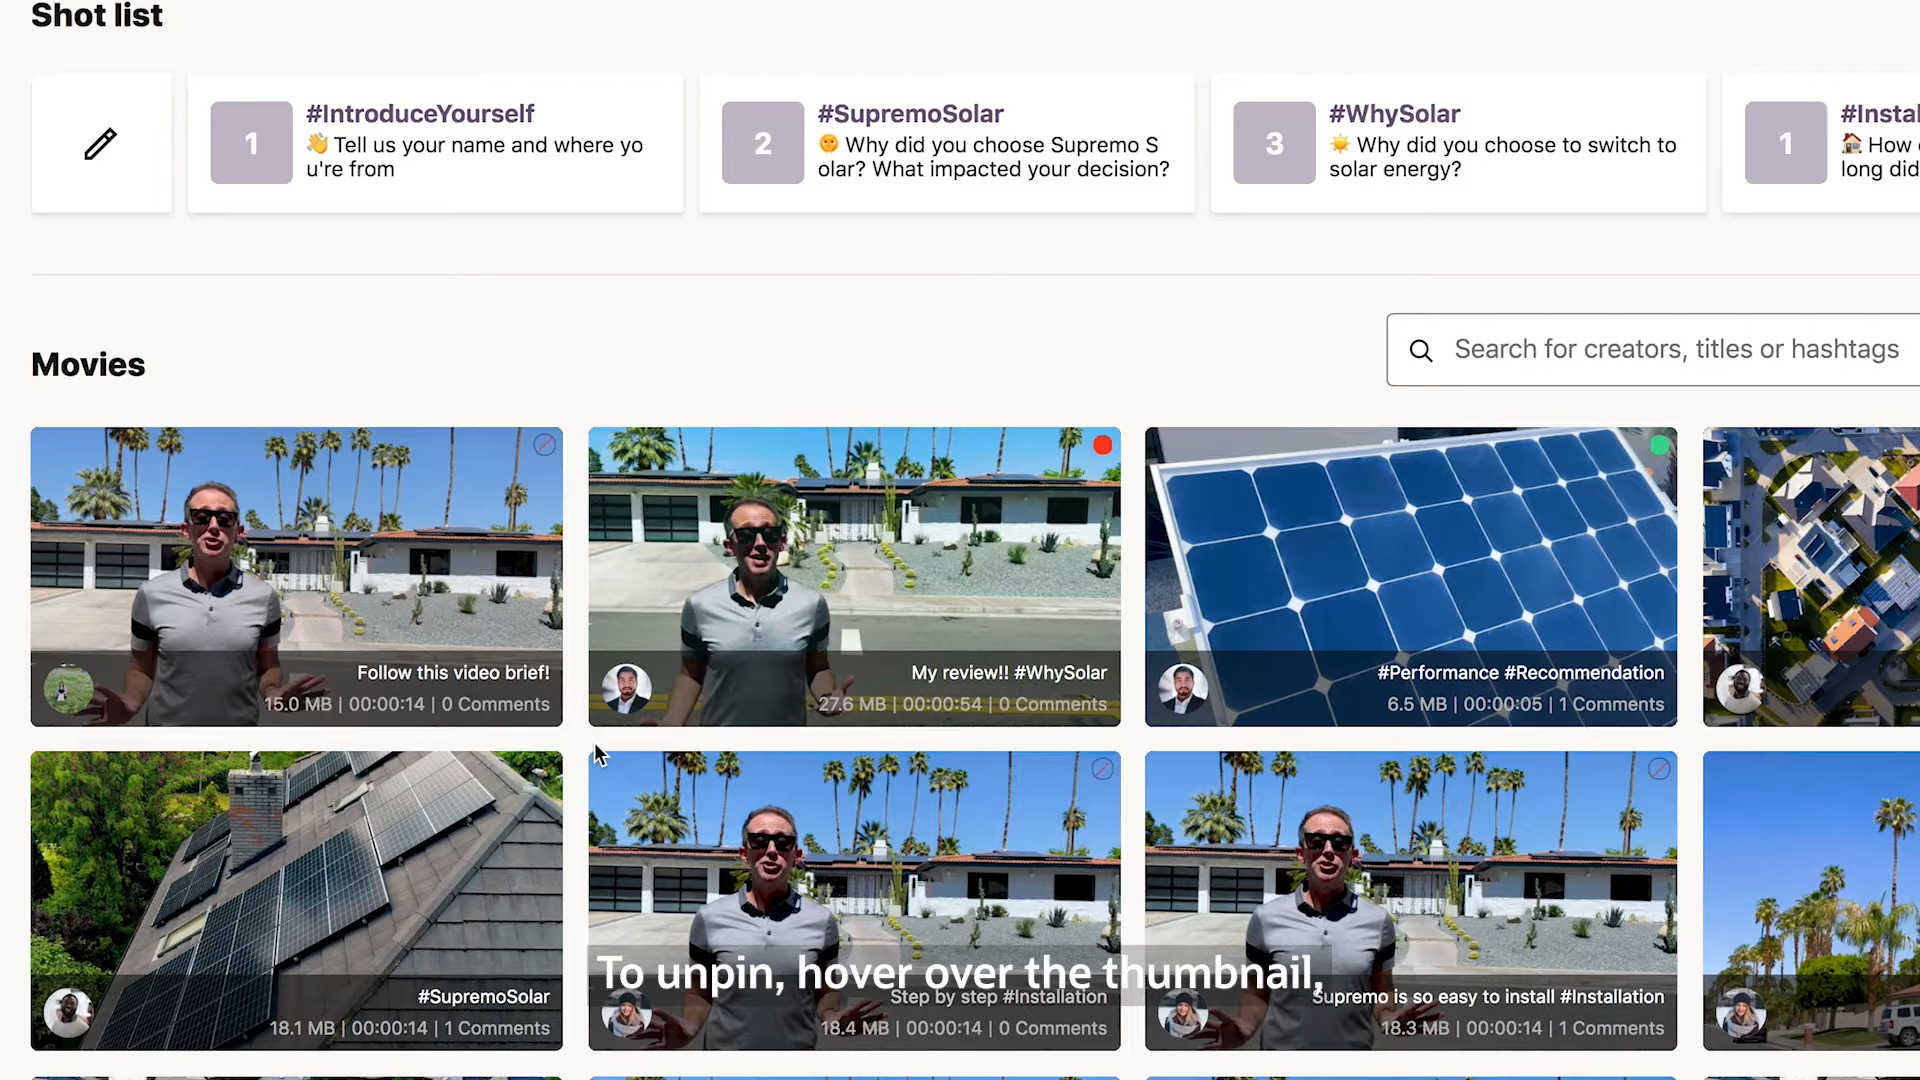 Shot list
1
#IntroduceYourself
👋 Tell us your name and where yo
u're from
2
#SupremoSolar
🌞 Why did you choose Supremo S
olar? What impacted your decision?
3
#WhySolar
☀️ Why did you choose to switch to
solar energy?
1
#Instal
🏠 How
long did
Movies
Search for creators, titles or hashtags
Follow this video brief!
15.0 MB | 00:00:14 | 0 Comments
My review!! #WhySolar
27.6 MB | 00:00:54 | 0 Comments
#Performance #Recommendation
6.5 MB | 00:00:05 | 1 Comments
#SupremoSolar
18.1 MB | 00:00:14 | 1 Comments
To unpin, hover over the thumbnail,
Step by step #Installation
18.4 MB | 00:00:14 | 0 Comments
Supremo is so easy to install #Installation
18.3 MB | 00:00:14 | 1 Comments